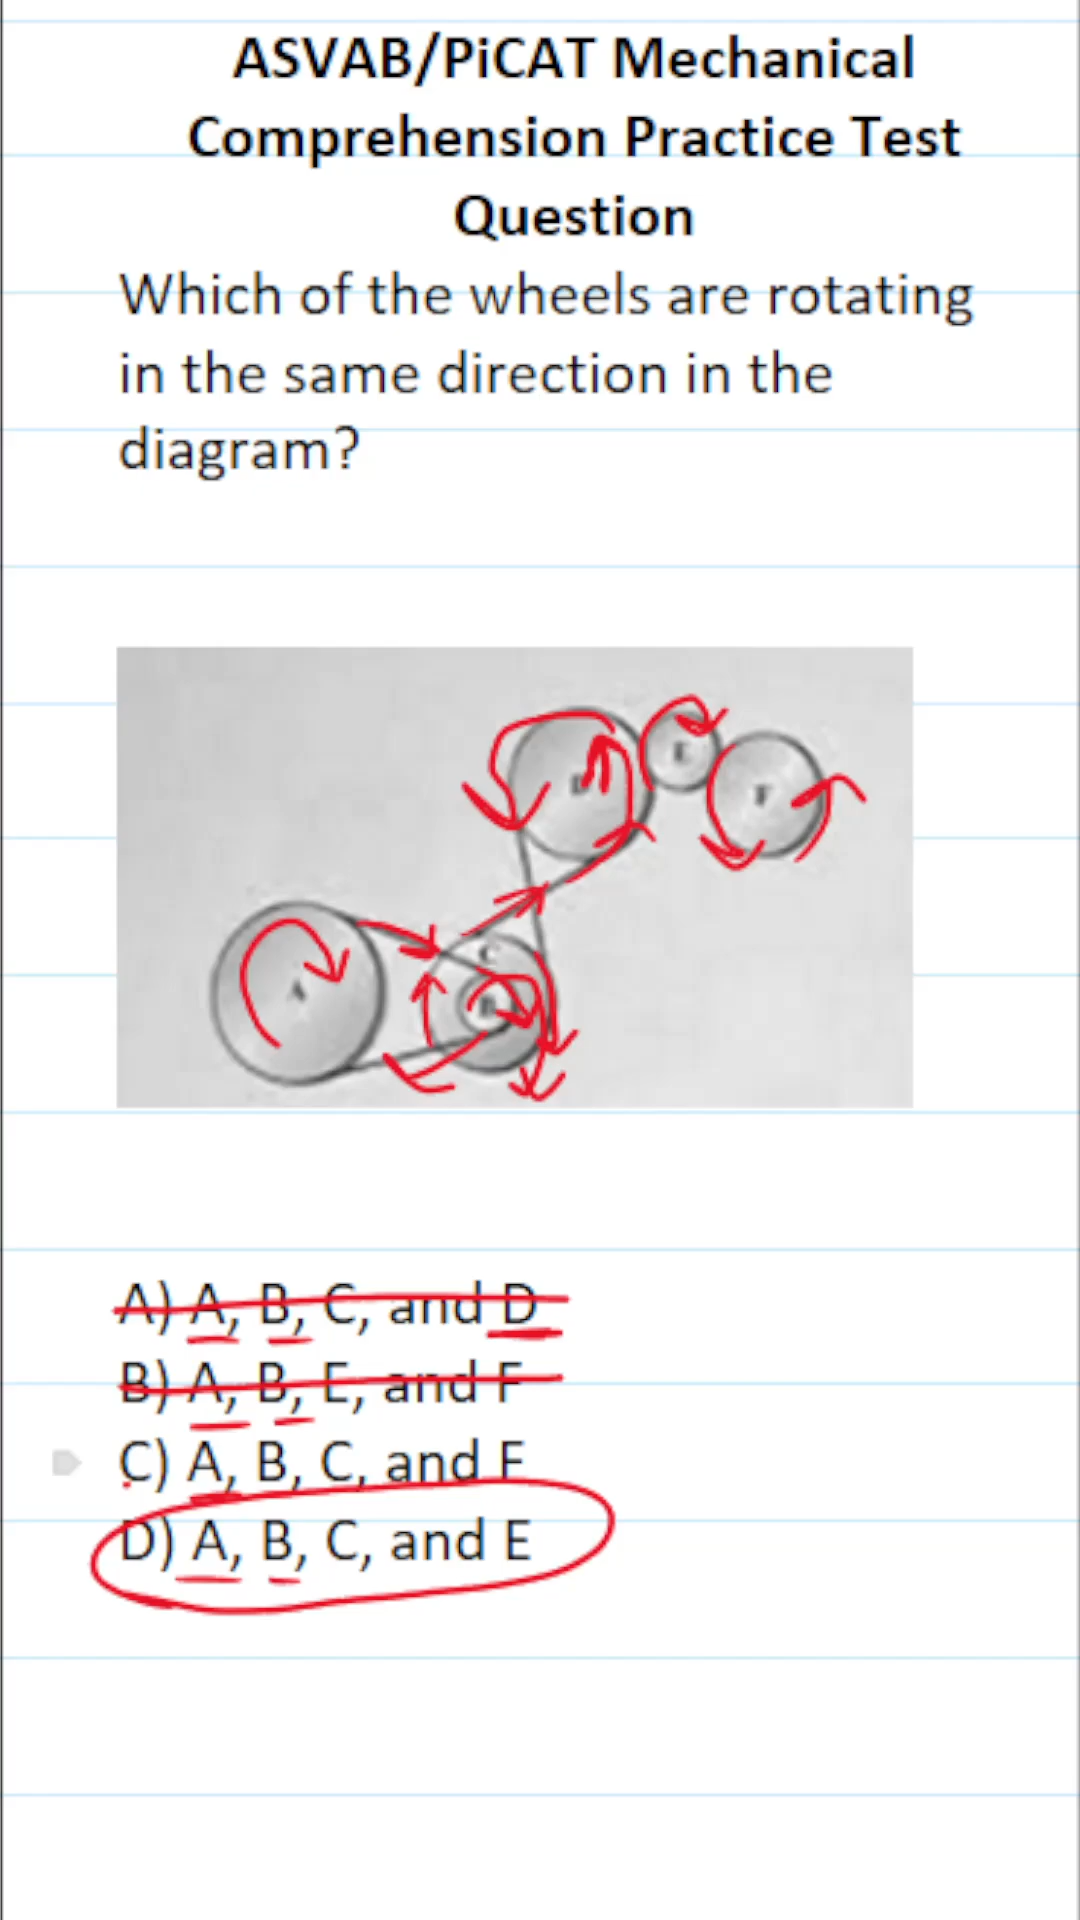 ASVAB/PiCAT Mechanical
Comprehension Practice Test
Question
Which of the wheels are rotating
in the same direction in the
diagram?
E
F
A
C
A) A, B, C, and D
B) A, B, E, and F
C) A, B, C, and F
D) A, B, C, and E